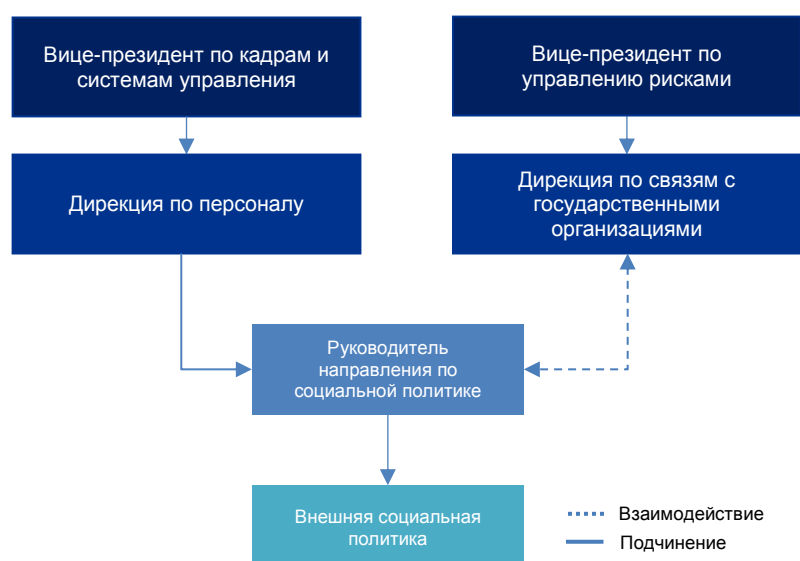 Вице-президент по кадрам и
системам управления
Вице-президент по
управлению рисками
Дирекция по персоналу
Дирекция по связям с
государственными
организациями
Руководитель
направления по
социальной политике
Внешняя социальная
политика
Взаимодействие
Подчинение